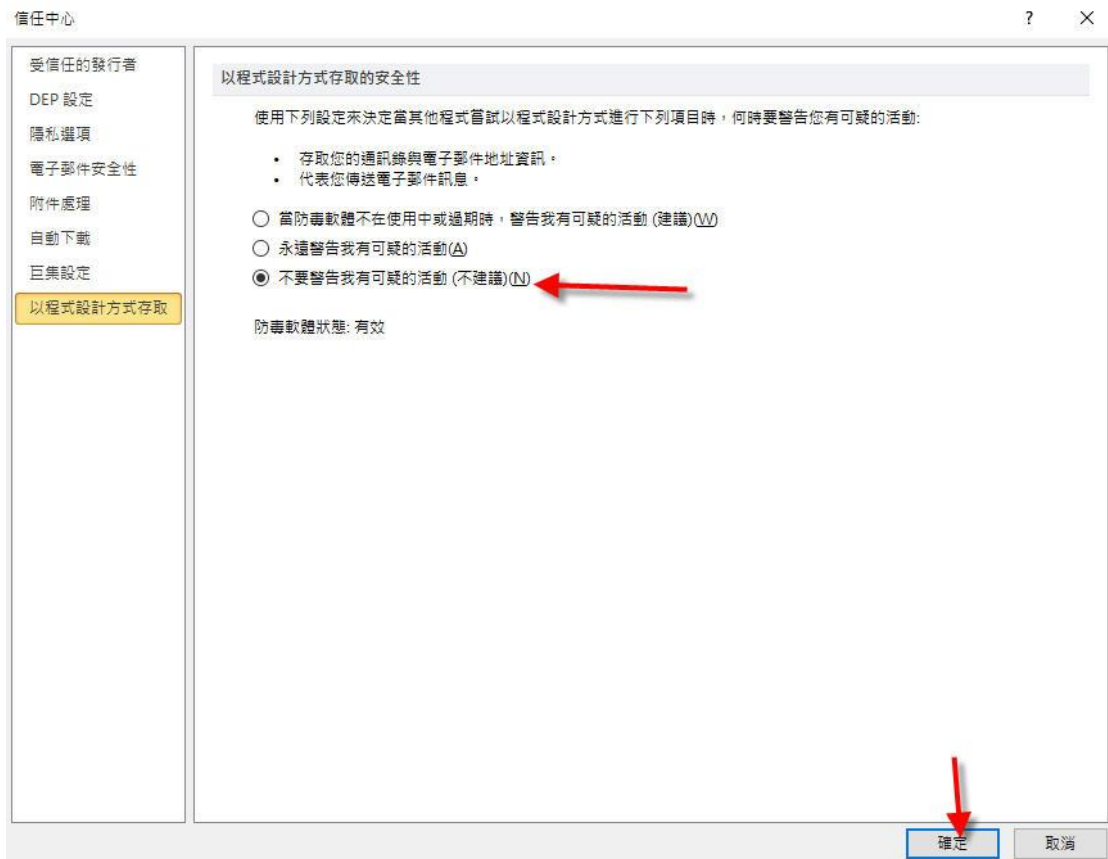 信任中心
?
受信任的發行者
DEP 設定
隱私選項
電子郵件安全性
附件處理
自動下載
巨集設定
以程式設計方式存取
以程式設計方式存取的安全性
使用下列設定來決定當其他程式嘗試以程式設計方式進行下列項目時，何時要警告您有可疑的活動:
• 存取您的通訊錄與電子郵件地址資訊。
• 代表您傳送電子郵件訊息。
當防毒軟體不在使用中或過期時，警告我有可疑的活動 (建議)(W)
永遠警告我有可疑的活動(A)
不要警告我有可疑的活動 (不建議)(N)
防毒軟體狀態: 有效
確定
取消